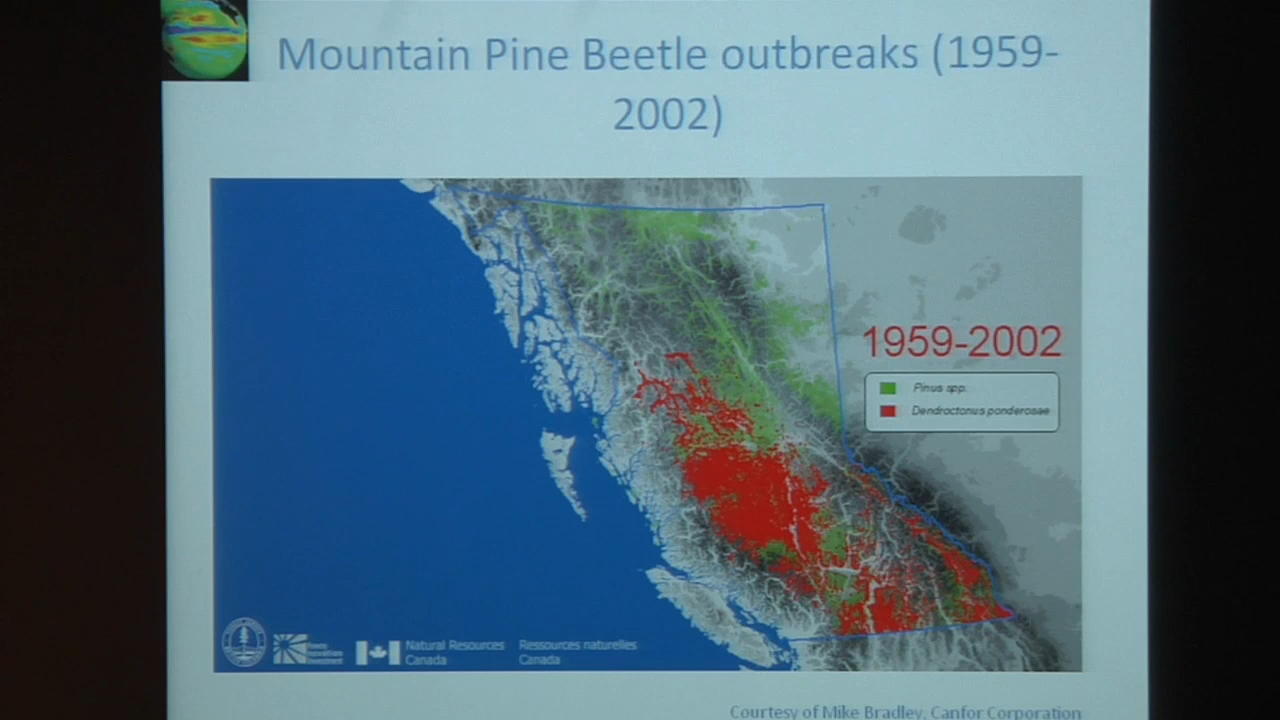 Mountain Pine Beetle outbreaks (1959-
2002)
1959-2002
Pinus spp.
Dendroctonus ponderosae
Natural Resources
Canada
Ressources naturelles
Canada
Courtesy of Mike Bradley, Canfor Corporation